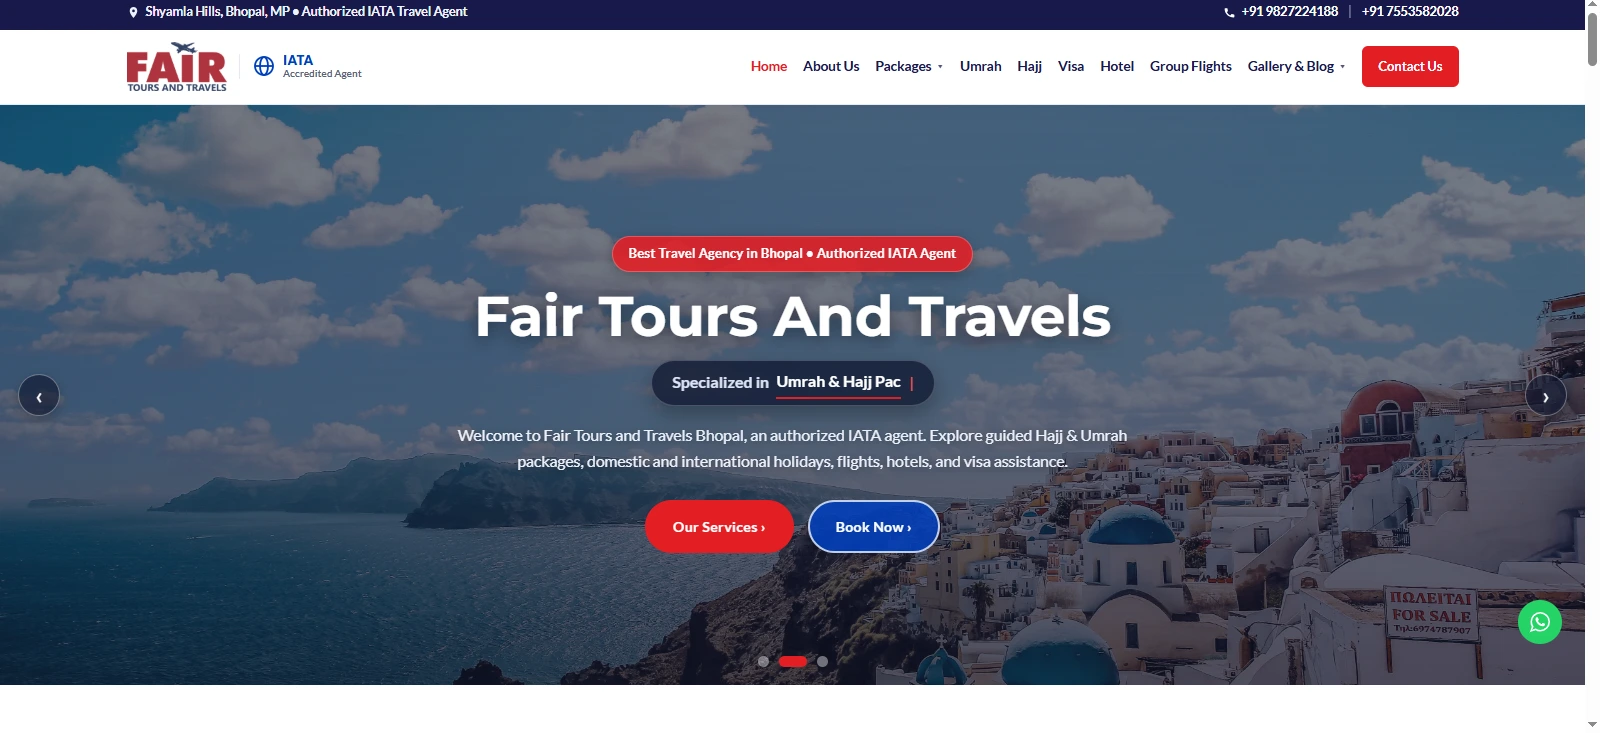 Shyamla Hills, Bhopal, MP ● Authorized IATA Travel Agent
+91 9827224188 | +91 7553582028
FAIR
TOURS AND TRAVELS
IATA
Accredited Agent
Home About Us Packages Umrah Hajj Visa Hotel Group Flights Gallery & Blog Contact Us
Best Travel Agency in Bhopal ● Authorized IATA Agent
Fair Tours And Travels
Specialized in Umrah & Hajj Pac |
Welcome to Fair Tours and Travels Bhopal, an authorized IATA agent. Explore guided Hajj & Umrah
packages, domestic and international holidays, flights, hotels, and visa assistance.
Our Services ›
Book Now ›
ΠΩΛΕΙΤΑΙ
FOR SALE
Τηλ:6974787907